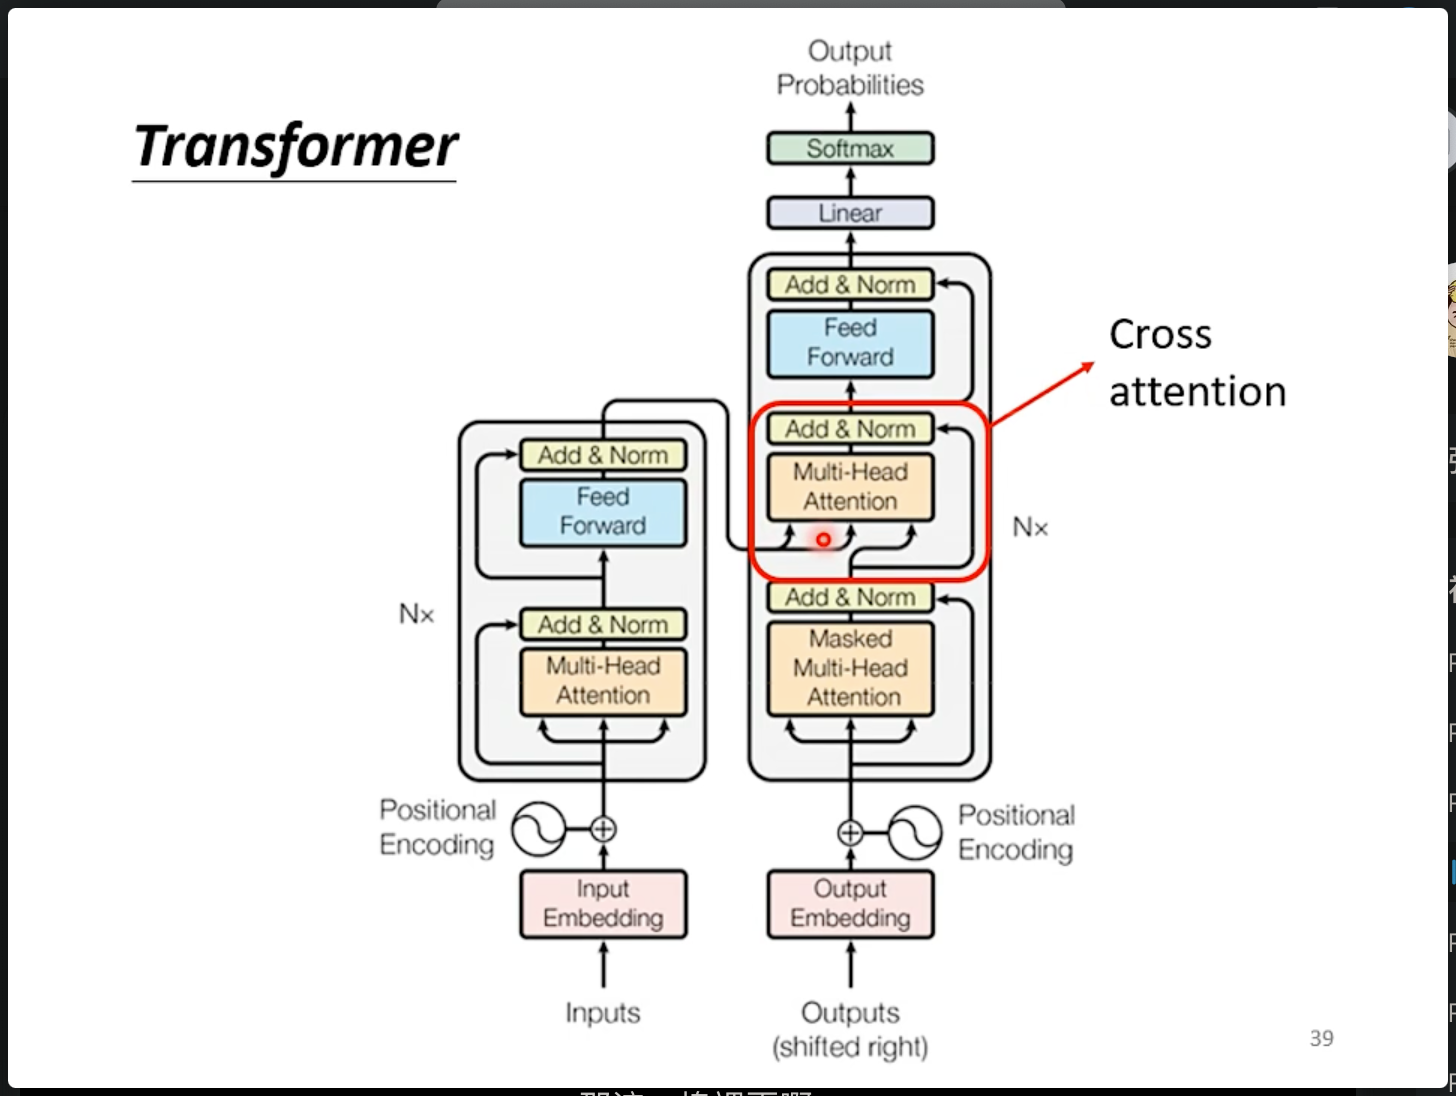 Transformer
Output
Probabilities
Softmax
Linear
Add & Norm
Feed
Forward
Add & Norm
Multi-Head
Attention
Cross
attention
N×
Add & Norm
Masked
Multi-Head
Attention
Add & Norm
Feed
Forward
N×
Add & Norm
Multi-Head
Attention
Positional
Encoding
Positional
Encoding
Input
Embedding
Output
Embedding
Inputs
Outputs
(shifted right)
39